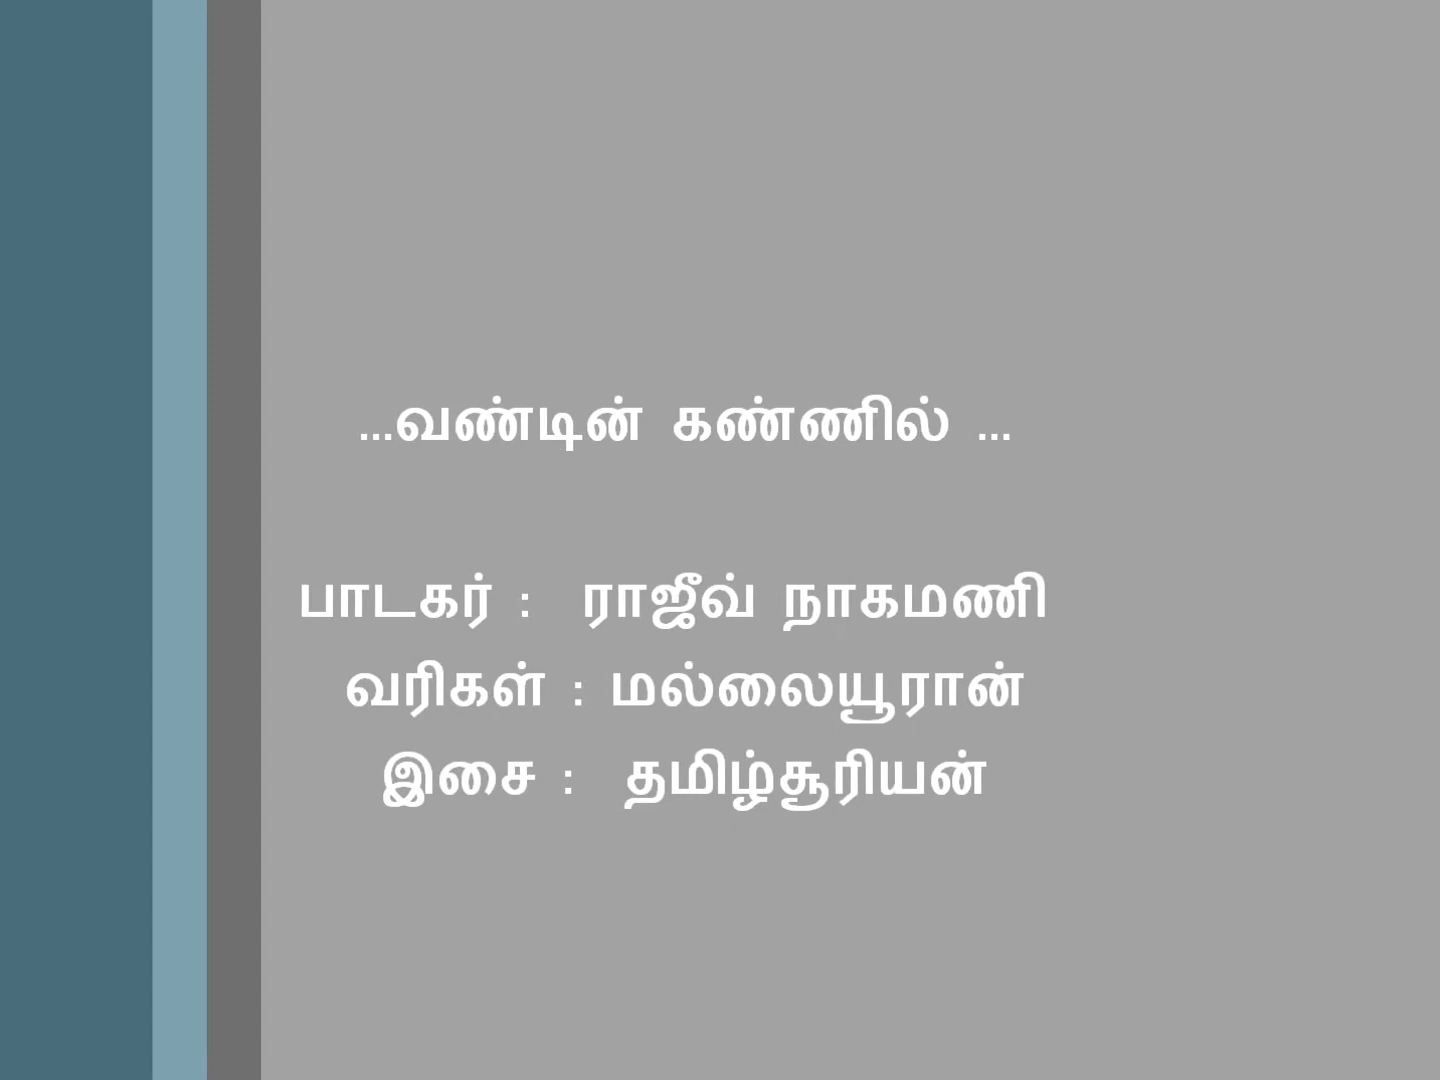 ...வண்டின் கண்ணில் ...
பாடகர் : ராஜீவ் நாகமணி
வரிகள் : மல்லையூரான்
இசை : தமிழ்சூரியன்